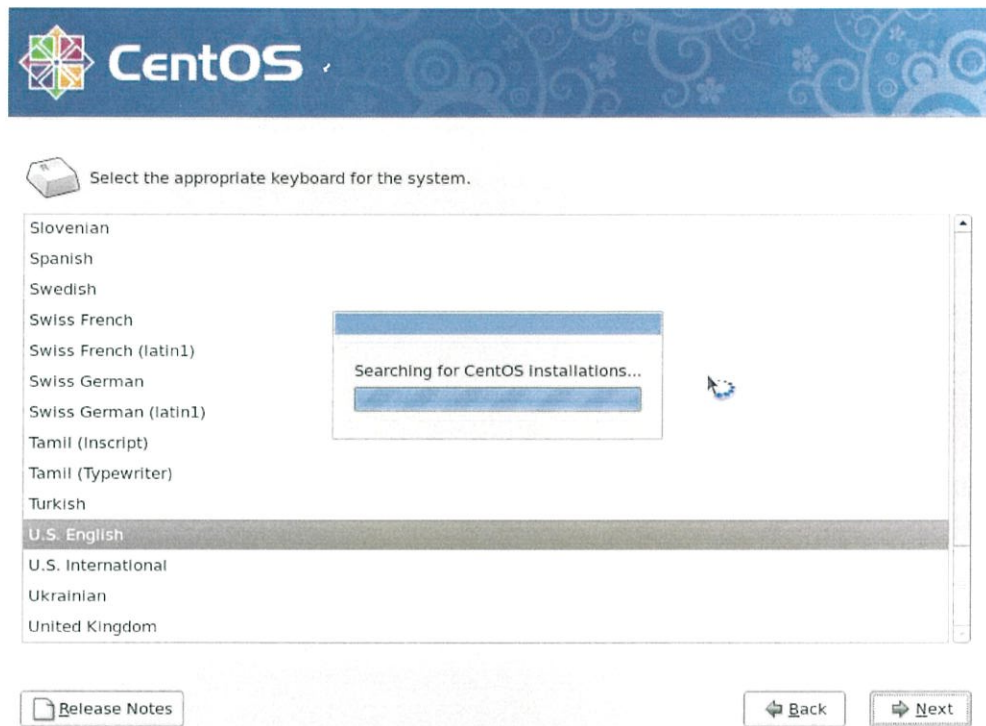 CentOS
Select the appropriate keyboard for the system.
Slovenian
Spanish
Swedish
Swiss French
Swiss French (latin1)
Swiss German
Swiss German (latin1)
Tamil (Inscript)
Tamil (Typewriter)
Turkish
U.S. English
U.S. International
Ukrainian
United Kingdom
Searching for CentOS installations...
Release Notes
Back
Next